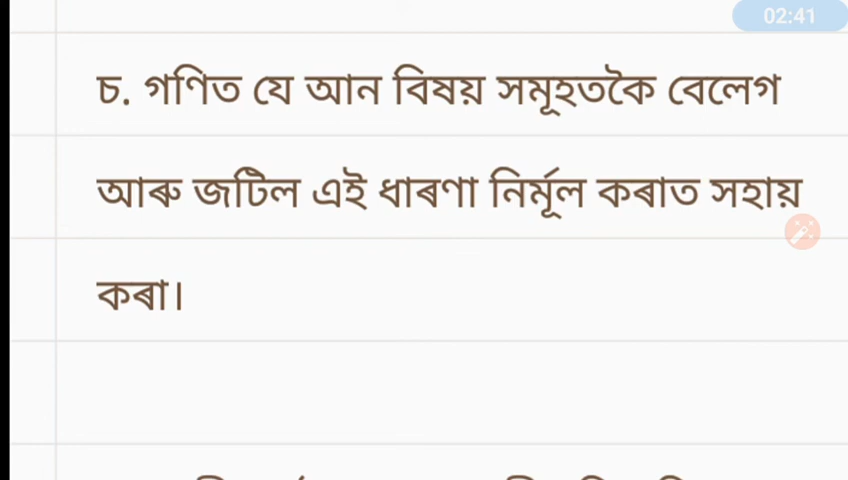 02:41
চ. গণিত যে আন বিষয় সমূহতকৈ বেলেগ
আৰু জটিল এই ধাৰণা নিৰ্মূল কৰাত সহায়
কৰা।